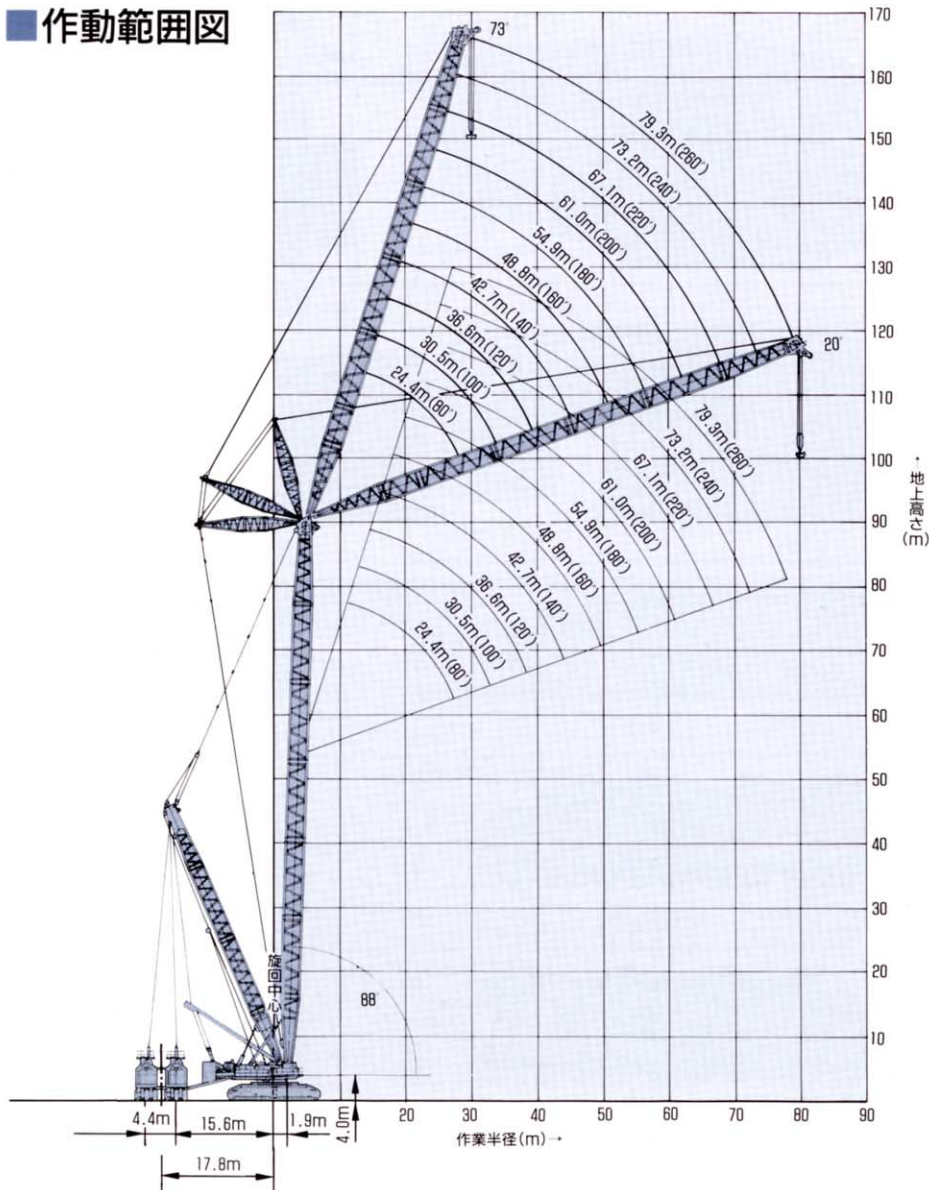 作動範囲図
73°
79.3m(260')
73.2m(240')
67.1m(220')
61.0m(200')
54.9m(180')
48.8m(160')
42.7m(140')
36.6m(120')
30.5m(100')
24.4m(80')
20°
79.3m(260')
73.2m(240')
67.1m(220')
61.0m(200')
54.9m(180')
48.8m(160')
42.7m(140')
36.6m(120')
30.5m(100')
24.4m(80')
170
160
150
140
130
120
110
100
90
80
70
60
50
40
30
20
10
↑地上高さ
(m)
旋回中心
88°
4.4m
15.6m
1.9m
4.0m
17.8m
20 30 40 50 60 70 80 90
作業半径(m)→